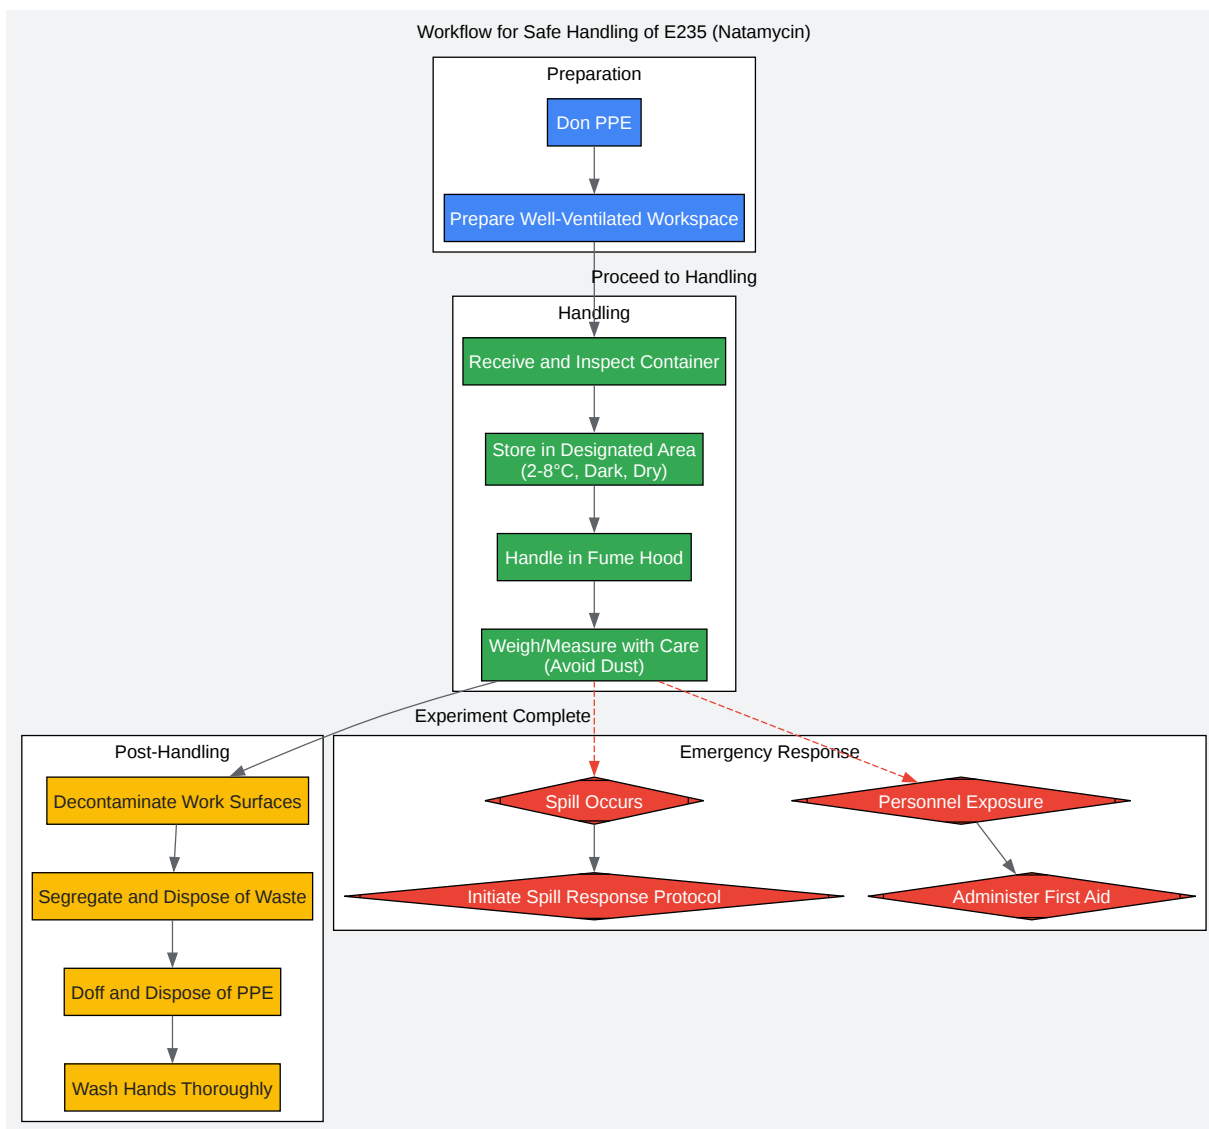 Workflow for Safe Handling of E235 (Natamycin)
Preparation
Don PPE
Prepare Well-Ventilated Workspace
Proceed to Handling
Handling
Receive and Inspect Container
Store in Designated Area
(2-8°C, Dark, Dry)
Handle in Fume Hood
Weigh/Measure with Care
(Avoid Dust)
Experiment Complete
Post-Handling
Decontaminate Work Surfaces
Segregate and Dispose of Waste
Doff and Dispose of PPE
Wash Hands Thoroughly
Emergency Response
Spill Occurs
Personnel Exposure
Initiate Spill Response Protocol
Administer First Aid